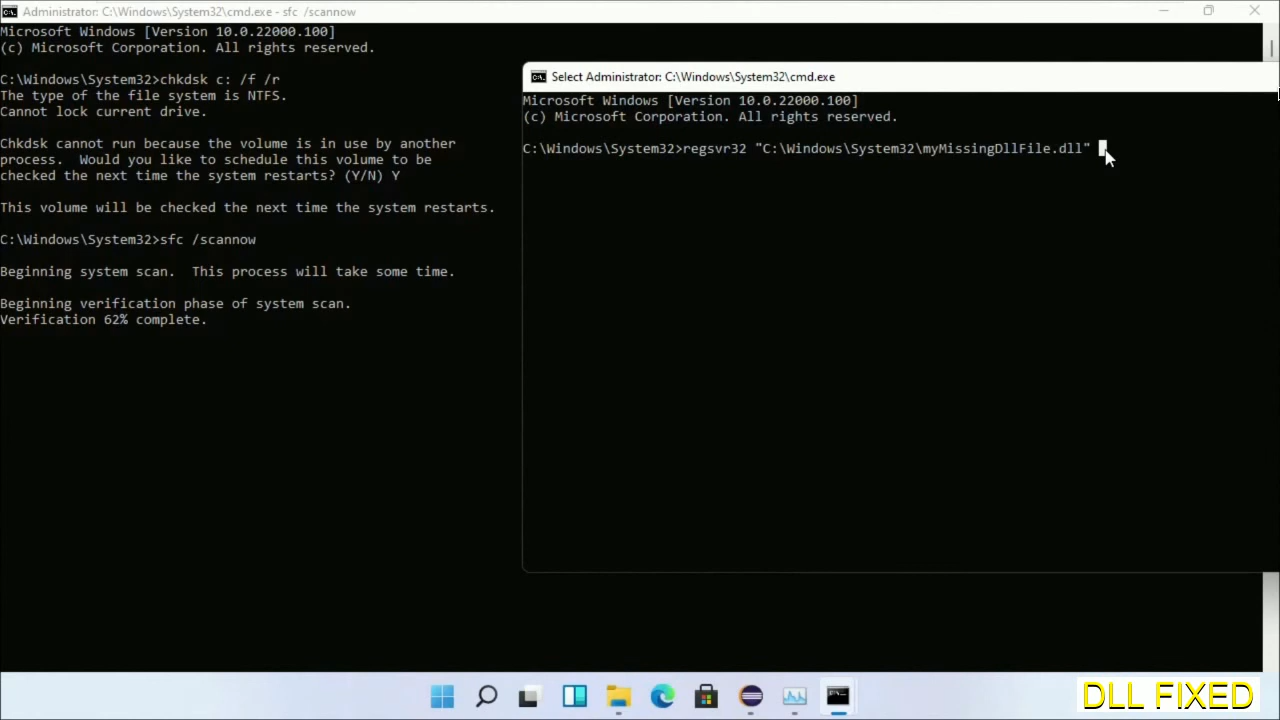 Administrator: C:\Windows\System32\cmd.exe - sfc /scannow
Microsoft Windows [Version 10.0.22000.100]
(c) Microsoft Corporation. All rights reserved.
C:\Windows\System32>chkdsk c: /f /r
The type of the file system is NTFS.
Cannot lock current drive.
Chkdsk cannot run because the volume is in use by another
process.  Would you like to schedule this volume to be
checked the next time the system restarts? (Y/N) Y
This volume will be checked the next time the system restarts.
C:\Windows\System32>sfc /scannow
Beginning system scan.  This process will take some time.
Beginning verification phase of system scan.
Verification 62% complete.
Select Administrator: C:\Windows\System32\cmd.exe
Microsoft Windows [Version 10.0.22000.100]
(c) Microsoft Corporation. All rights reserved.
C:\Windows\System32>regsvr32 "C:\Windows\System32\myMissingDllFile.dll"
DLL FIXED